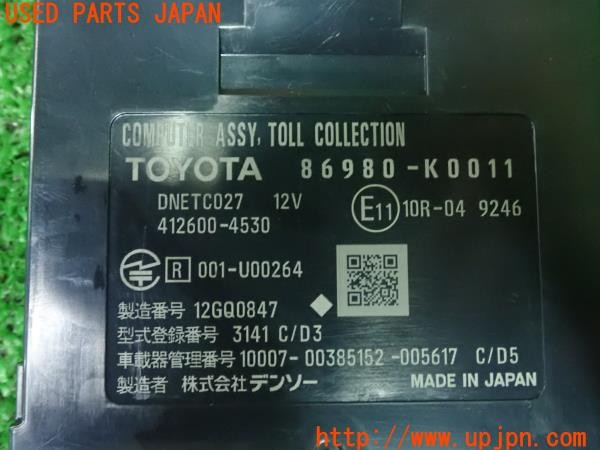 USED PARTS JAPAN
COMPUTER ASSY, TOLL COLLECTION
TOYOTA 86980-K0011
DNETC027 12V
412600-4530
E11 10R-04 9246
R 001-U00264
製造番号 12GQ0847
型式登録番号 3141 C/D3
車載器管理番号 10007-00385152-005617 C/D5
製造者 株式会社デンソー
MADE IN JAPAN
http://www.upjpn.com